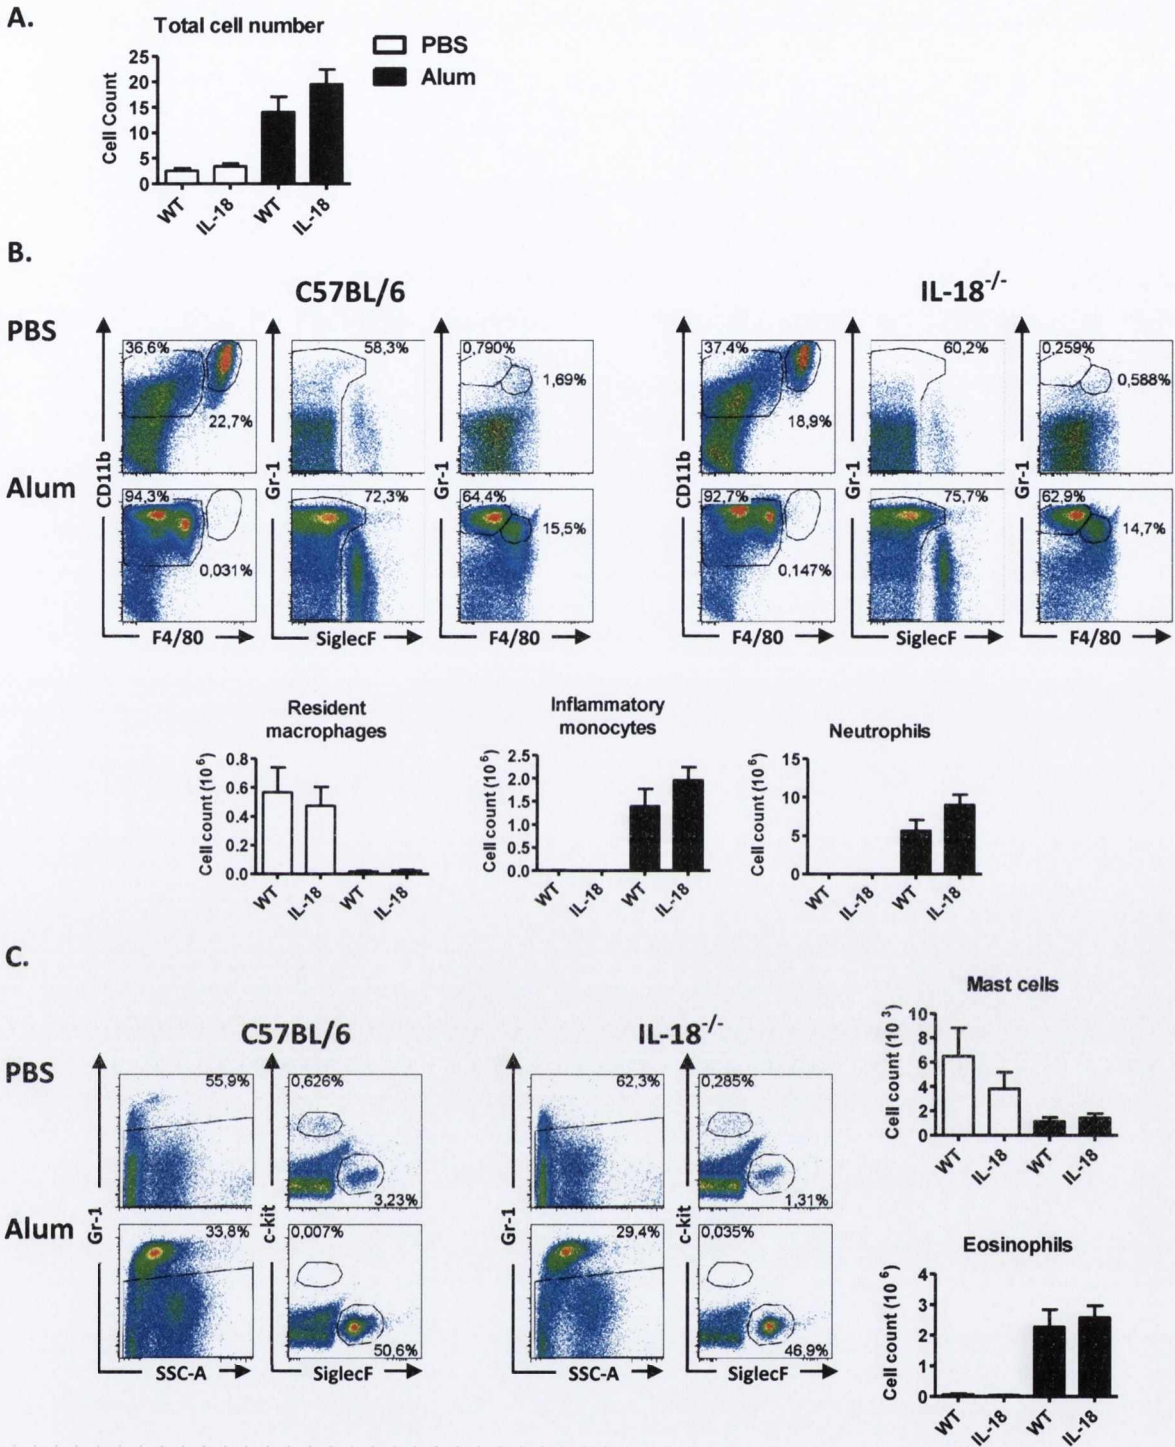 A.
Total cell number
PBS
Alum
Cell Count
25
20
15
10
5
0
WT
IL-18
WT
IL-18
B.
C57BL/6
IL-18-/-
PBS
CD11b
36,6%
22,7%
Gr-1
58,3%
Gr-1
0,790%
1,69%
CD11b
37,4%
18,9%
Gr-1
60,2%
Gr-1
0,259%
0,588%
Alum
94,3%
0,031%
72,3%
64,4%
15,5%
92,7%
0,147%
75,7%
62,9%
14,7%
F4/80
SiglecF
F4/80
F4/80
SiglecF
F4/80
Resident
macrophages
Cell count (10 6)
0.8
0.6
0.4
0.2
0.0
WT
IL-18
WT
IL-18
Inflammatory
monocytes
Cell count (10 6)
2.5
2.0
1.5
1.0
0.5
0.0
WT
IL-18
WT
IL-18
Neutrophils
Cell count (10 6)
15
10
5
0
WT
IL-18
WT
IL-18
C.
C57BL/6
IL-18-/-
PBS
Gr-1
55,9%
c-kit
0,626%
3,23%
Gr-1
62,3%
c-kit
0,285%
1,31%
Alum
33,8%
0,007%
50,6%
29,4%
0,035%
46,9%
SSC-A
SiglecF
SSC-A
SiglecF
Mast cells
Cell count (10 3)
10
8
6
4
2
0
WT
IL-18
WT
IL-18
Eosinophils
Cell count (10 6)
4
3
2
1
0
WT
IL-18
WT
IL-18